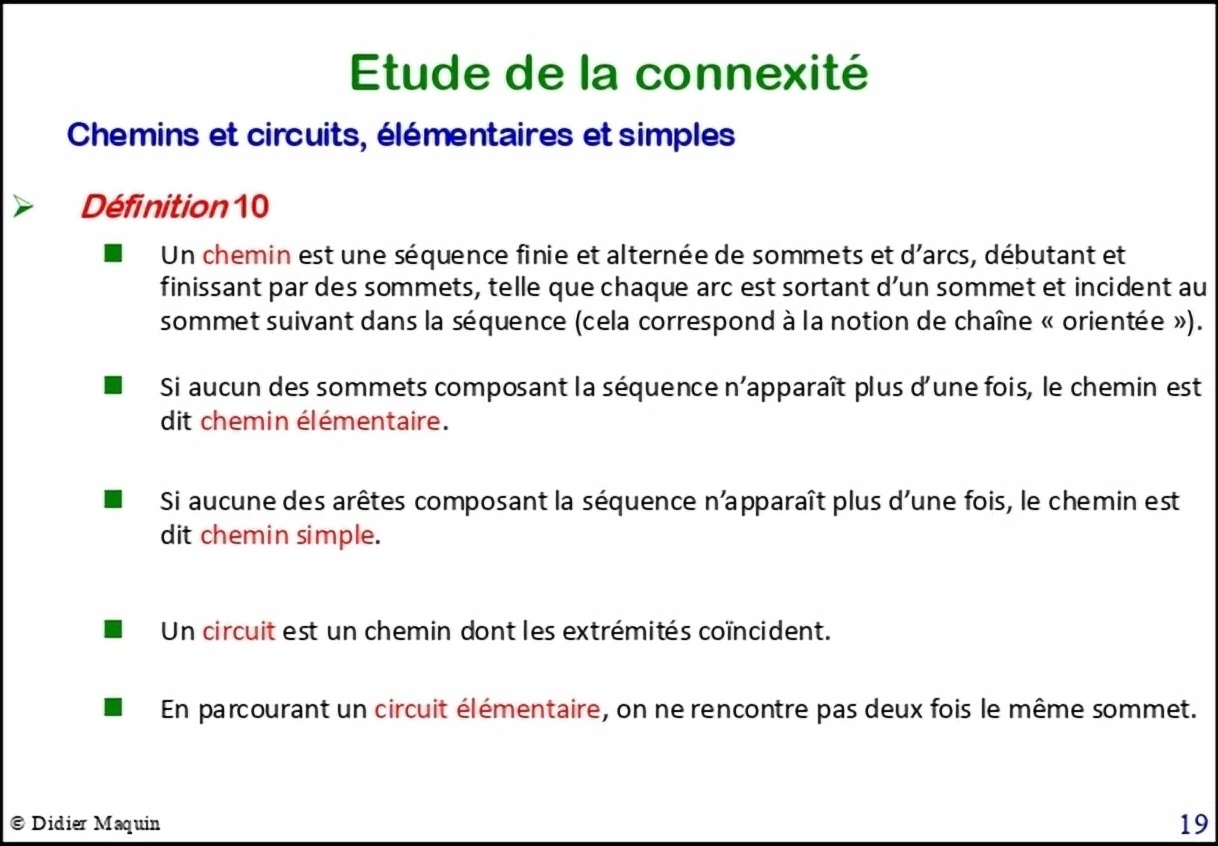 Etude de la connexité
Chemins et circuits, élémentaires et simples
Définition 10
Un chemin est une séquence finie et alternée de sommets et d'arcs, débutant et
finissant par des sommets, telle que chaque arc est sortant d'un sommet et incident au
sommet suivant dans la séquence (cela correspond à la notion de chaîne « orientée »).
Si aucun des sommets composant la séquence n'apparaît plus d'une fois, le chemin est
dit chemin élémentaire.
Si aucune des arêtes composant la séquence n'apparaît plus d'une fois, le chemin est
dit chemin simple.
Un circuit est un chemin dont les extrémités coïncident.
En parcourant un circuit élémentaire, on ne rencontre pas deux fois le même sommet.
© Didier Maquin
19